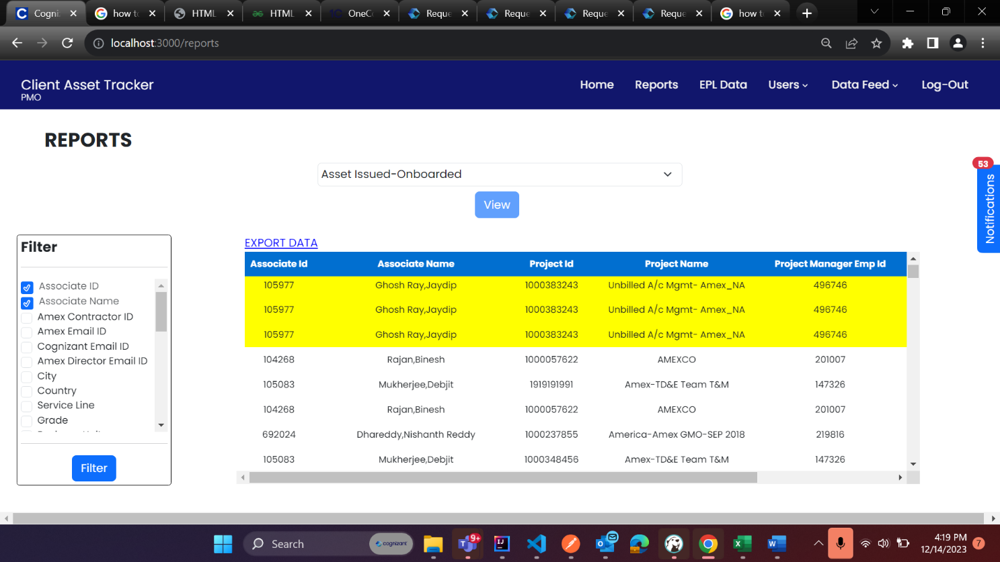 Cogniz
how to
HTML
HTML
OneCo
Reque
Reque
Reque
Reque
how to
localhost:3000/reports
Client Asset Tracker
PMO
Home
Reports
EPL Data
Users
Data Feed
Log-Out
REPORTS
Asset Issued-Onboarded
View
53
Notifications
Filter
Associate ID
Associate Name
Amex Contractor ID
Amex Email ID
Cognizant Email ID
Amex Director Email ID
City
Country
Service Line
Grade
Filter
EXPORT DATA
Associate Id Associate Name Project Id Project Name Project Manager Emp Id
105977 Ghosh Ray,Jaydip 1000383243 Unbilled A/c Mgmt- Amex_NA 496746
105977 Ghosh Ray,Jaydip 1000383243 Unbilled A/c Mgmt- Amex_NA 496746
105977 Ghosh Ray,Jaydip 1000383243 Unbilled A/c Mgmt- Amex_NA 496746
104268 Rajan,Binesh 1000057622 AMEXCO 201007
105083 Mukherjee,Debjit 1919191991 Amex-TD&E Team T&M 147326
104268 Rajan,Binesh 1000057622 AMEXCO 201007
692024 Dhareddy,Nishanth Reddy 1000237855 America-Amex GMO-SEP 2018 219816
105083 Mukherjee,Debjit 1000348456 Amex-TD&E Team T&M 147326
Search
cognizant
9+
4:19 PM
12/14/2023
7